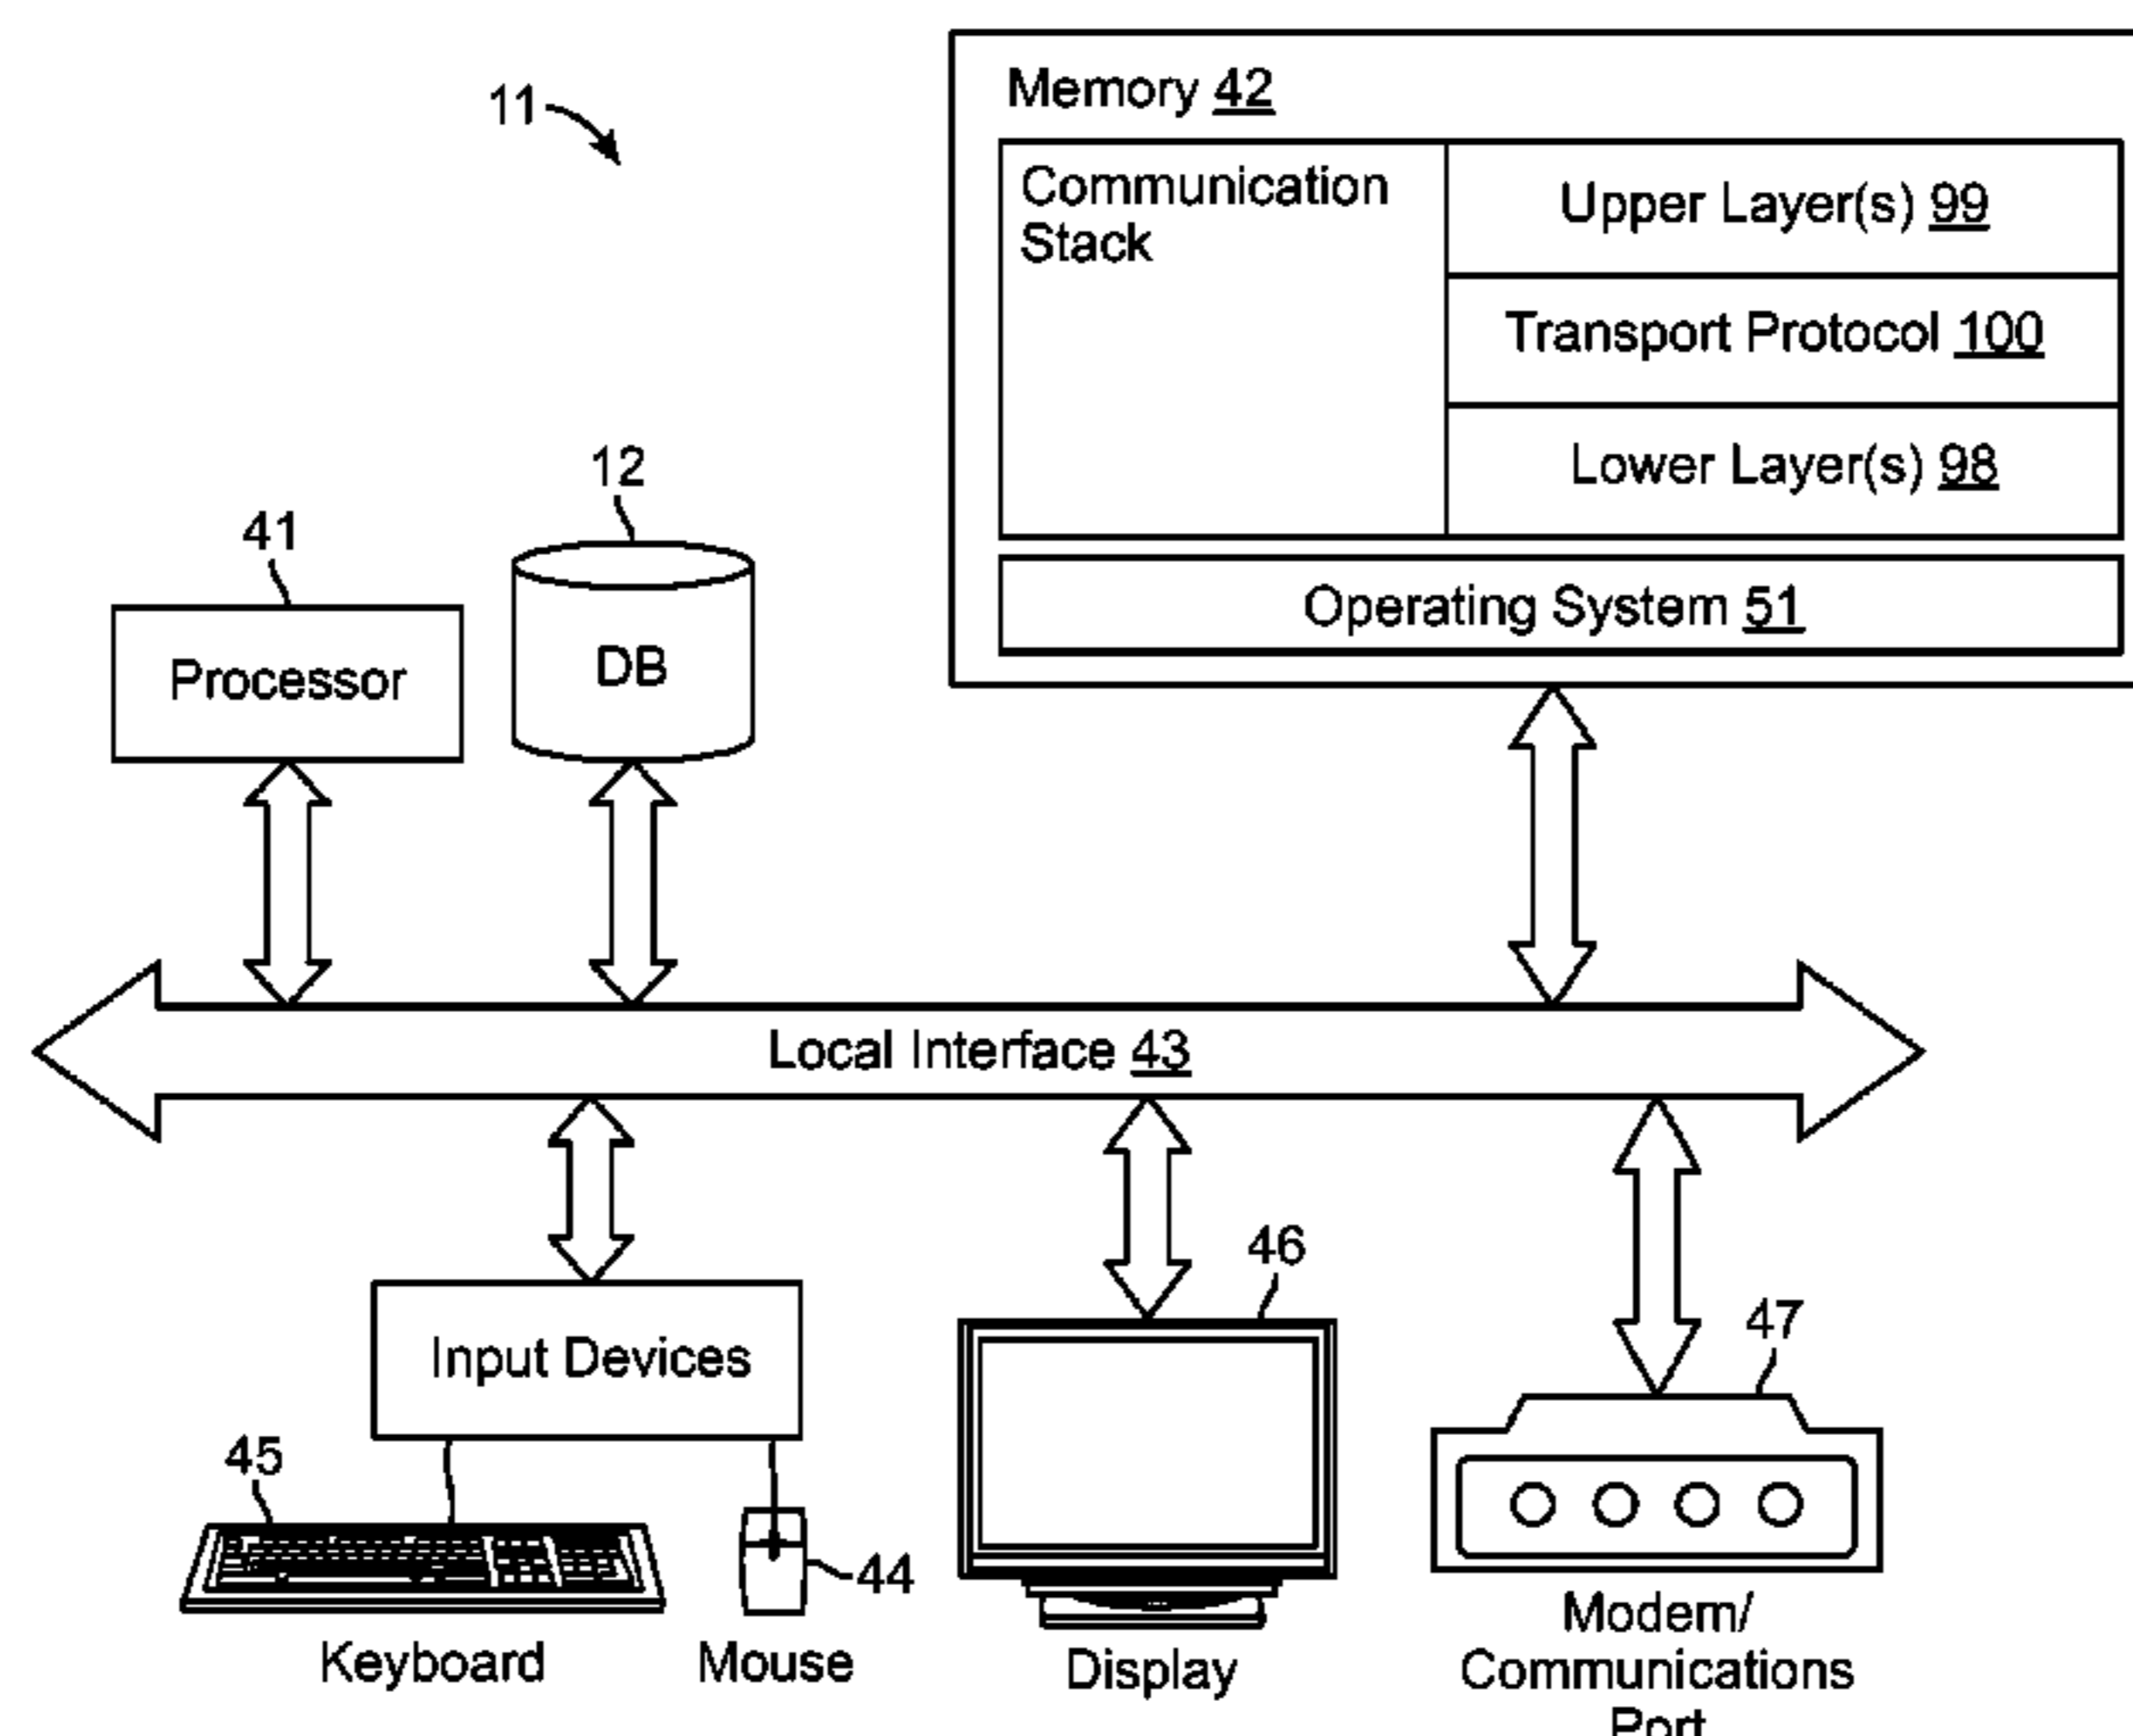 11
Memory 42
Communication
Stack
Upper Layer(s) 99
Transport Protocol 100
Lower Layer(s) 98
Operating System 51
12
41
Processor
DB
Local Interface 43
46
47
Input Devices
45
44
Keyboard
Mouse
Display
Modem/
Communications
Port